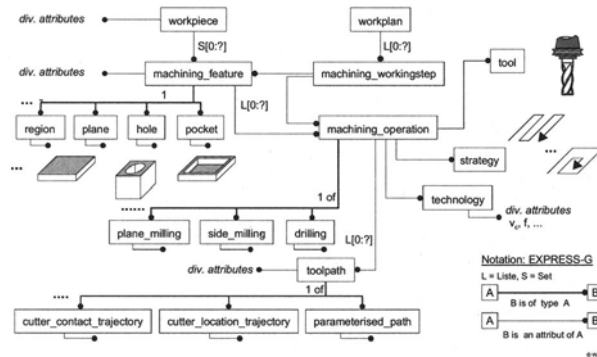 div. attributes
workpiece
workplan
S[0:?]
L[0:?]
div. attributes
machining_feature
machining_workingstep
tool
1
L[0:?]
....
region
plane
hole
pocket
machining_operation
...
strategy
...
1 of
technology
......
div. attributes
plane_milling
side_milling
drilling
L[0:?]
div. attributes
toolpath
1 of
....
cutter_contact_trajectory
cutter_location_trajectory
parameterised_path
Notation: EXPRESS-G
L = Liste, S = Set
A
B
B is of type A
A
B
B is an attribut of A